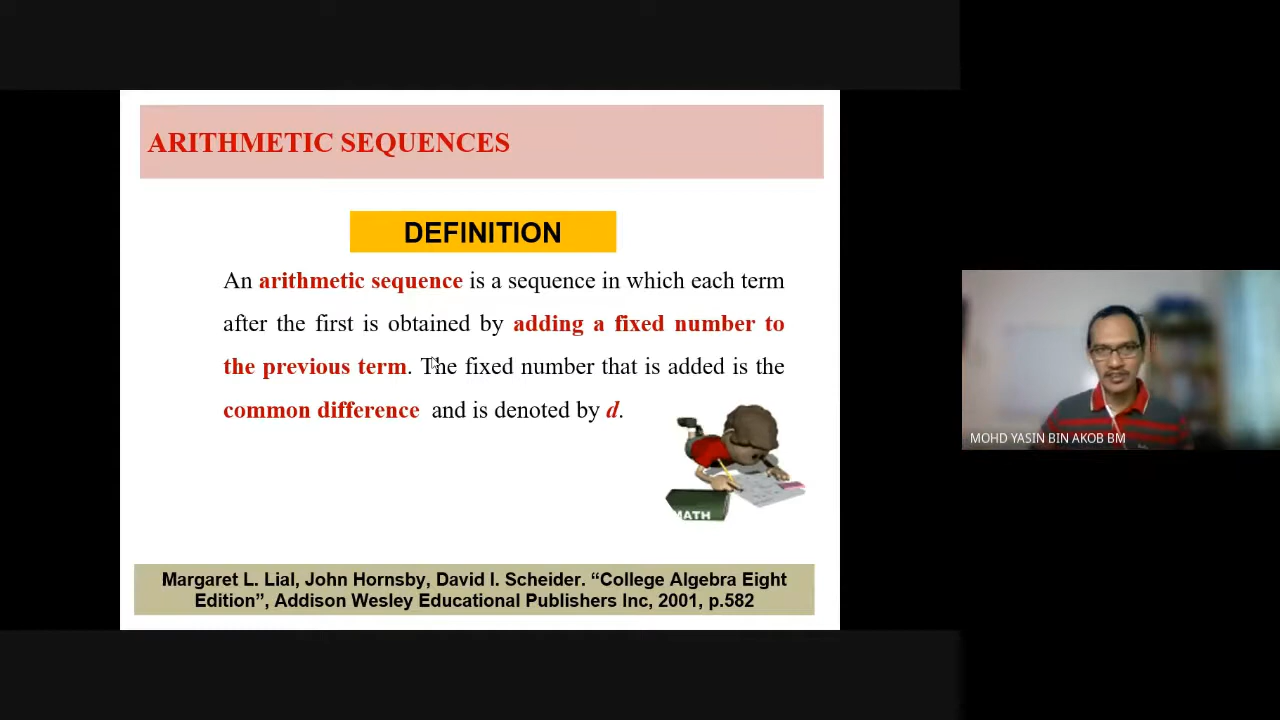 ARITHMETIC SEQUENCES
DEFINITION
An arithmetic sequence is a sequence in which each term
after the first is obtained by adding a fixed number to
the previous term. The fixed number that is added is the
common difference and is denoted by d.
MATH
Margaret L. Lial, John Hornsby, David I. Scheider. “College Algebra Eight
Edition”, Addison Wesley Educational Publishers Inc, 2001, p.582
MOHD YASIN BIN AKOB BM